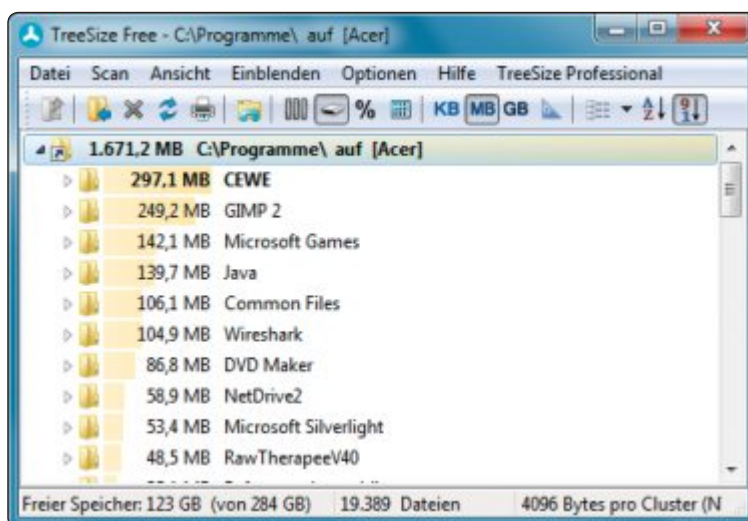 TreeSize Free - C:\Programme\ auf [Acer]
Datei Scan Ansicht Einblenden Optionen Hilfe TreeSize Professional
% KB MB GB
1.671,2 MB C:\Programme\ auf [Acer]
297,1 MB CEWE
249,2 MB GIMP 2
142,1 MB Microsoft Games
139,7 MB Java
106,1 MB Common Files
104,9 MB Wireshark
86,8 MB DVD Maker
58,9 MB NetDrive2
53,4 MB Microsoft Silverlight
48,5 MB RawTherapeeV40
Freier Speicher: 123 GB (von 284 GB) 19.389 Dateien 4096 Bytes pro Cluster (N